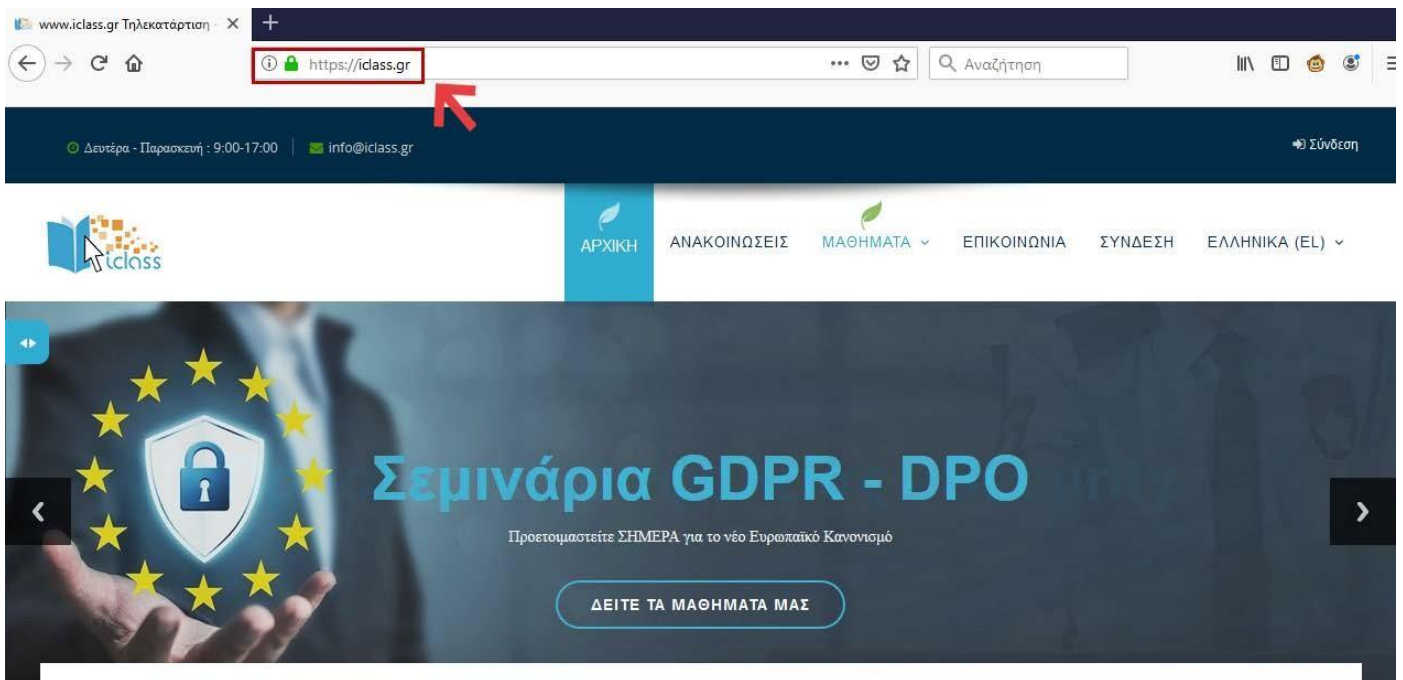 www.iclass.gr Τηλεκατάρτιση -
https://iclass.gr
Αναζήτηση
Δευτέρα - Παρασκευή : 9:00-17:00
info@iclass.gr
Σύνδεση
iclass
ΑΡΧΙΚΗ
ΑΝΑΚΟΙΝΩΣΕΙΣ
ΜΑΘΗΜΑΤΑ
ΕΠΙΚΟΙΝΩΝΙΑ
ΣΥΝΔΕΣΗ
ΕΛΛΗΝΙΚΑ (EL)
Σεμινάρια GDPR - DPO
Προετοιμαστείτε ΣΗΜΕΡΑ για το νέο Ευρωπαϊκό Κανονισμό
ΔΕΙΤΕ ΤΑ ΜΑΘΗΜΑΤΑ ΜΑΣ